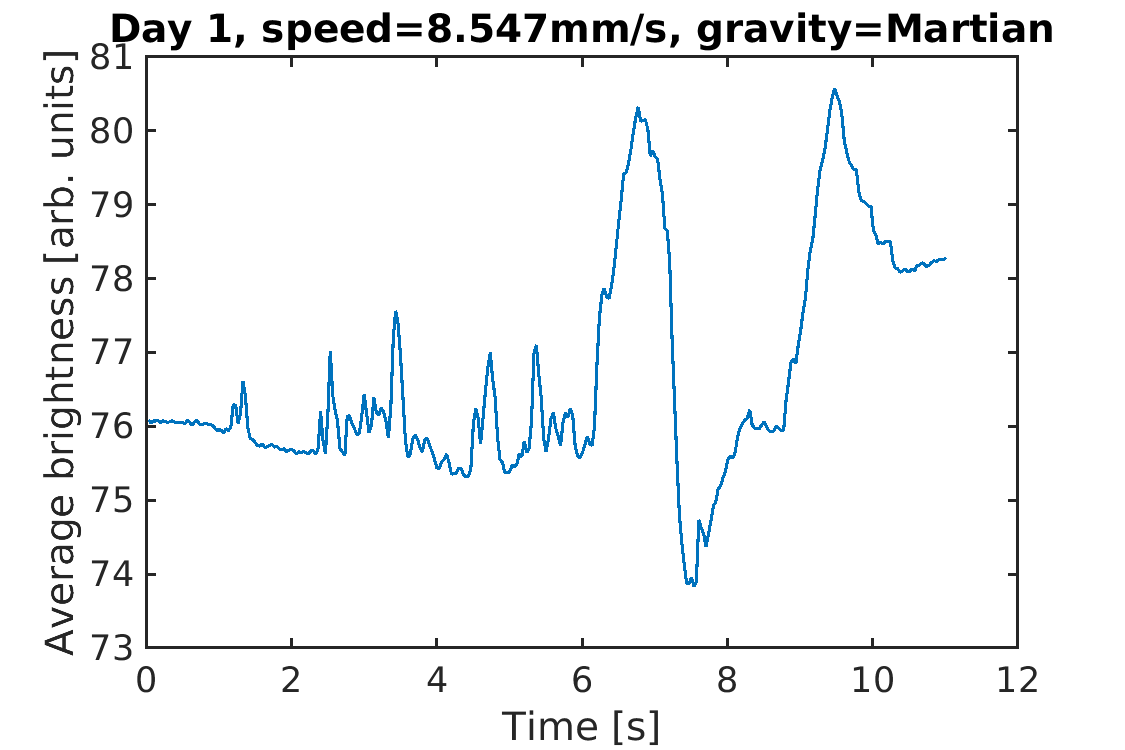 Day 1, speed=8.547mm/s, gravity=Martian
Average brightness [arb. units]
81
80
79
78
77
76
75
74
73
0 2 4 6 8 10 12
Time [s]